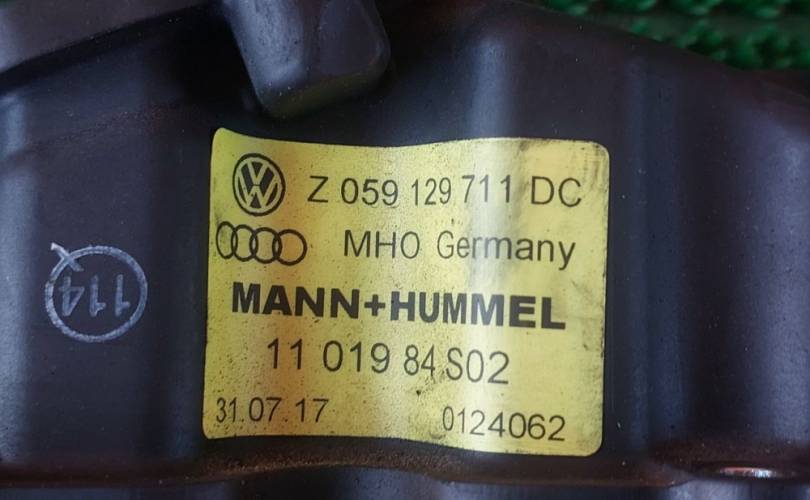 Z 059 129 711 DC
MHO Germany
MANN+HUMMEL
11 019 84 S02
31.07.17 0124062
114